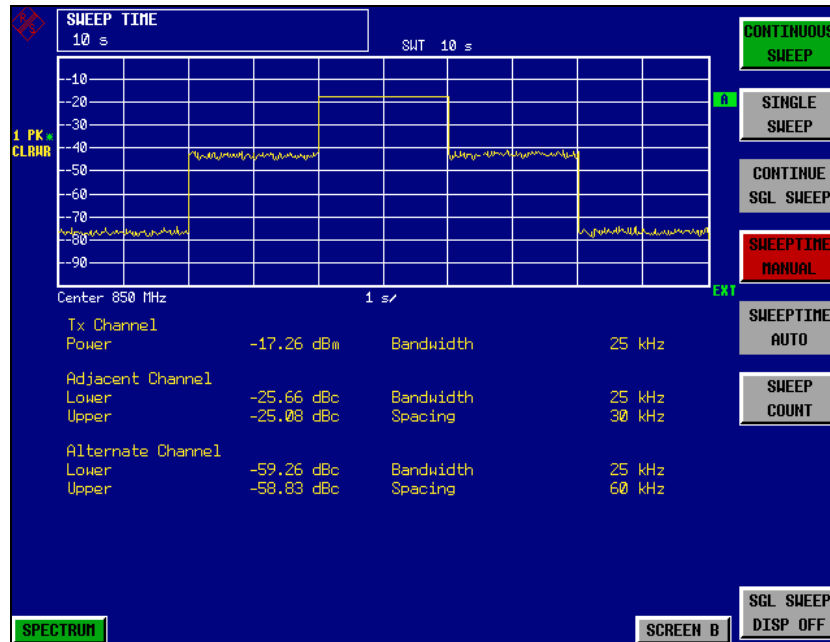 R
S
SWEEP TIME
10 s
SWT 10 s
-10
-20
-30
-40
-50
-60
-70
-80
-90
A
1 PK*
CLRWR
EXT
Center 850 MHz 1 s/
Tx Channel
Power -17.26 dBm Bandwidth 25 kHz
Adjacent Channel
Lower -25.66 dBc Bandwidth 25 kHz
Upper -25.08 dBc Spacing 30 kHz
Alternate Channel
Lower -59.26 dBc Bandwidth 25 kHz
Upper -58.83 dBc Spacing 60 kHz
CONTINUOUS
SWEEP
SINGLE
SWEEP
CONTINUE
SGL SWEEP
SWEEPTIME
MANUAL
SWEEPTIME
AUTO
SWEEP
COUNT
SGL SWEEP
DISP OFF
SPECTRUM
SCREEN B